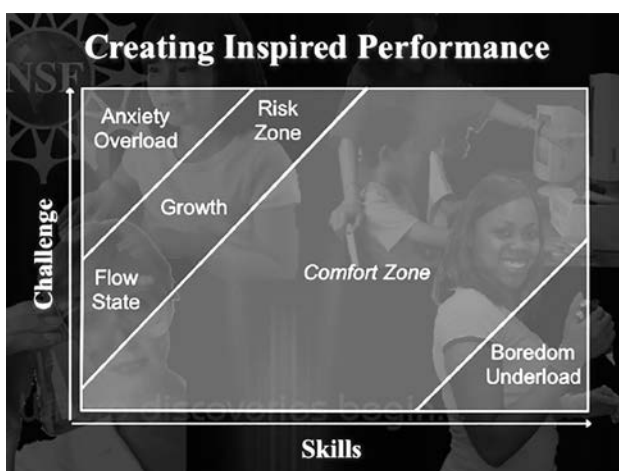 Creating Inspired Performance
NSF
Anxiety
Overload
Risk
Zone
Growth
Flow
State
Comfort Zone
Boredom
Underload
Challenge
Skills
discoveries begin